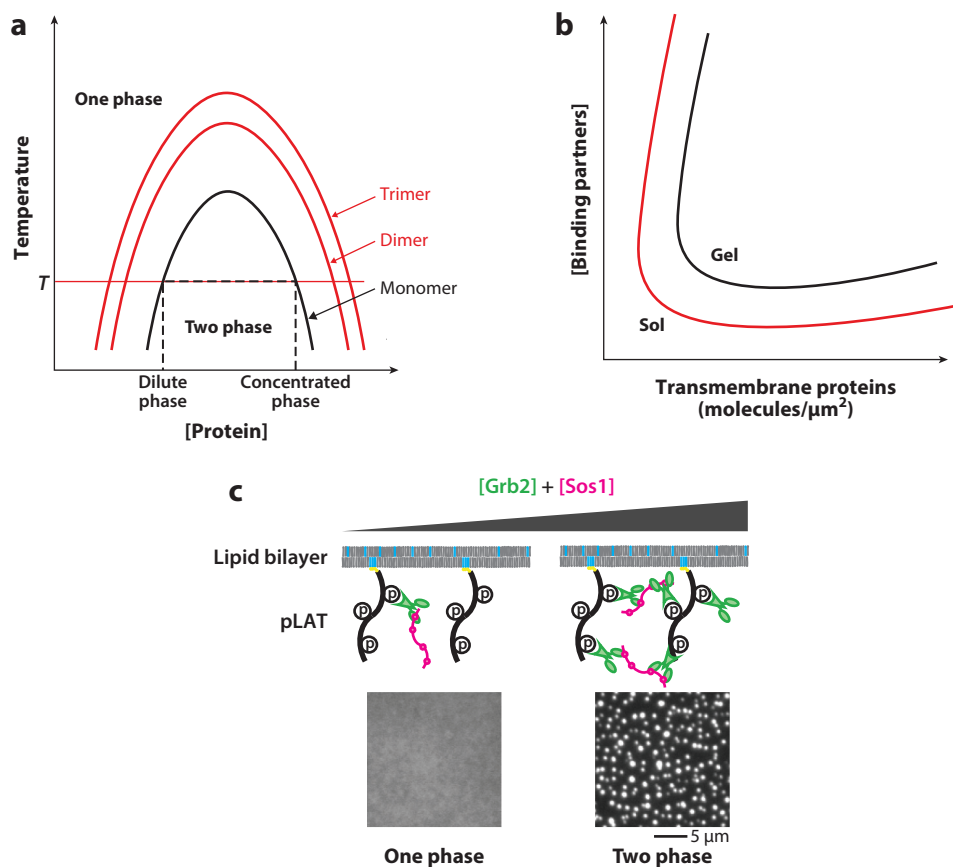 a
One phase
Temperature
T
Trimer
Dimer
Monomer
Two phase
Dilute
phase
Concentrated
phase
[Protein]
b
[Binding partners]
Gel
Sol
Transmembrane proteins
(molecules/µm²)
c
[Grb2] + [Sos1]
Lipid bilayer
pLAT
p p
p p
p p
p p
5 µm
One phase
Two phase